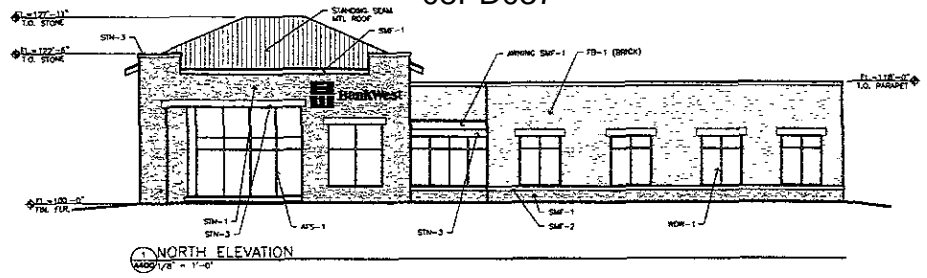 EL=127'-11"
T.O. STONE
STANDING SEAM
MTL ROOF
SMF-1
STN-3
EL=122'-6"
T.O. STONE
AWNING SMF-1
FB-1 (BRICK)
EL=118'-0"
T.O. PARAPET
BankWest
EL=100'-0"
STN-1
STN-3
AFS-1
STN-3
SMF-1
SMF-2
WDW-1
1
NORTH ELEVATION
A400
1/8" = 1'-0"